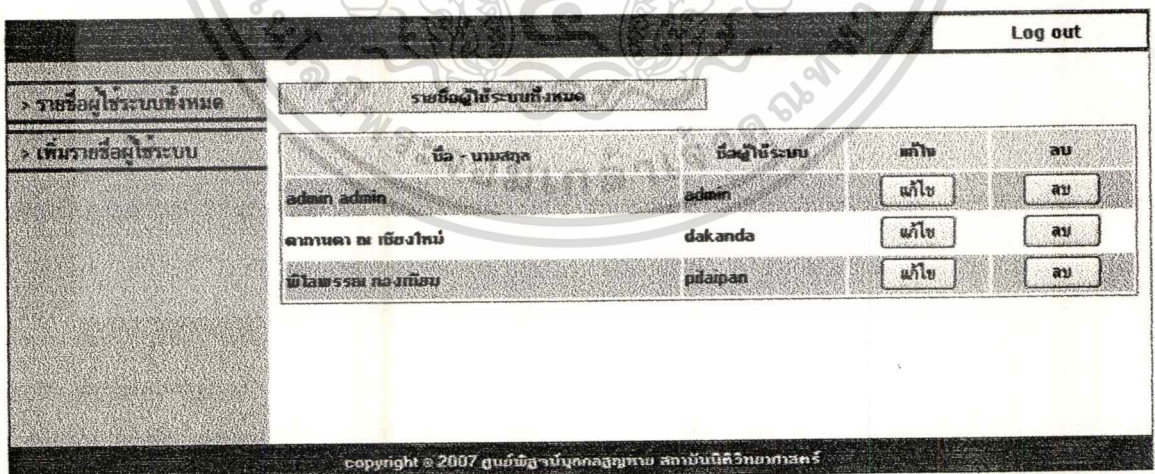 Log out
> รายชื่อผู้ใช้ระบบทั้งหมด
> เพิ่มรายชื่อผู้ใช้ระบบ
รายชื่อผู้ใช้ระบบทั้งหมด
ชื่อ - นามสกุล ชื่อผู้ใช้ระบบ แก้ไข ลบ
admin admin admin แก้ไข ลบ
ดากานดา ณ เชียงใหม่ dakanda แก้ไข ลบ
พิไลพรรณ ทองเทียบ pilaipan แก้ไข ลบ
copyright © 2007 ศูนย์พิสูจน์บุคคลสูญหาย สถาบันนิติวิทยาศาสตร์